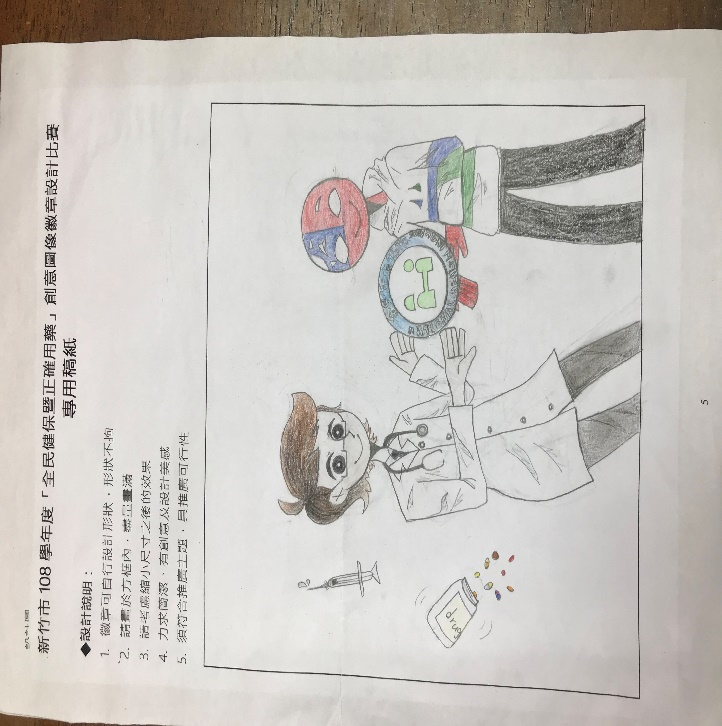 新竹市 108 學年度「全民健保暨正確用藥」創意圖像徽章設計比賽
專用稿紙
◆設計說明：
1. 徽章可自行設計形狀，形狀不拘
2. 請畫於方框內，盡量畫滿
3. 請考慮縮小尺寸之後的效果
4. 力求簡潔，有創意及設計美感
5. 須符合推廣主題，具推廣可行性
drug
5